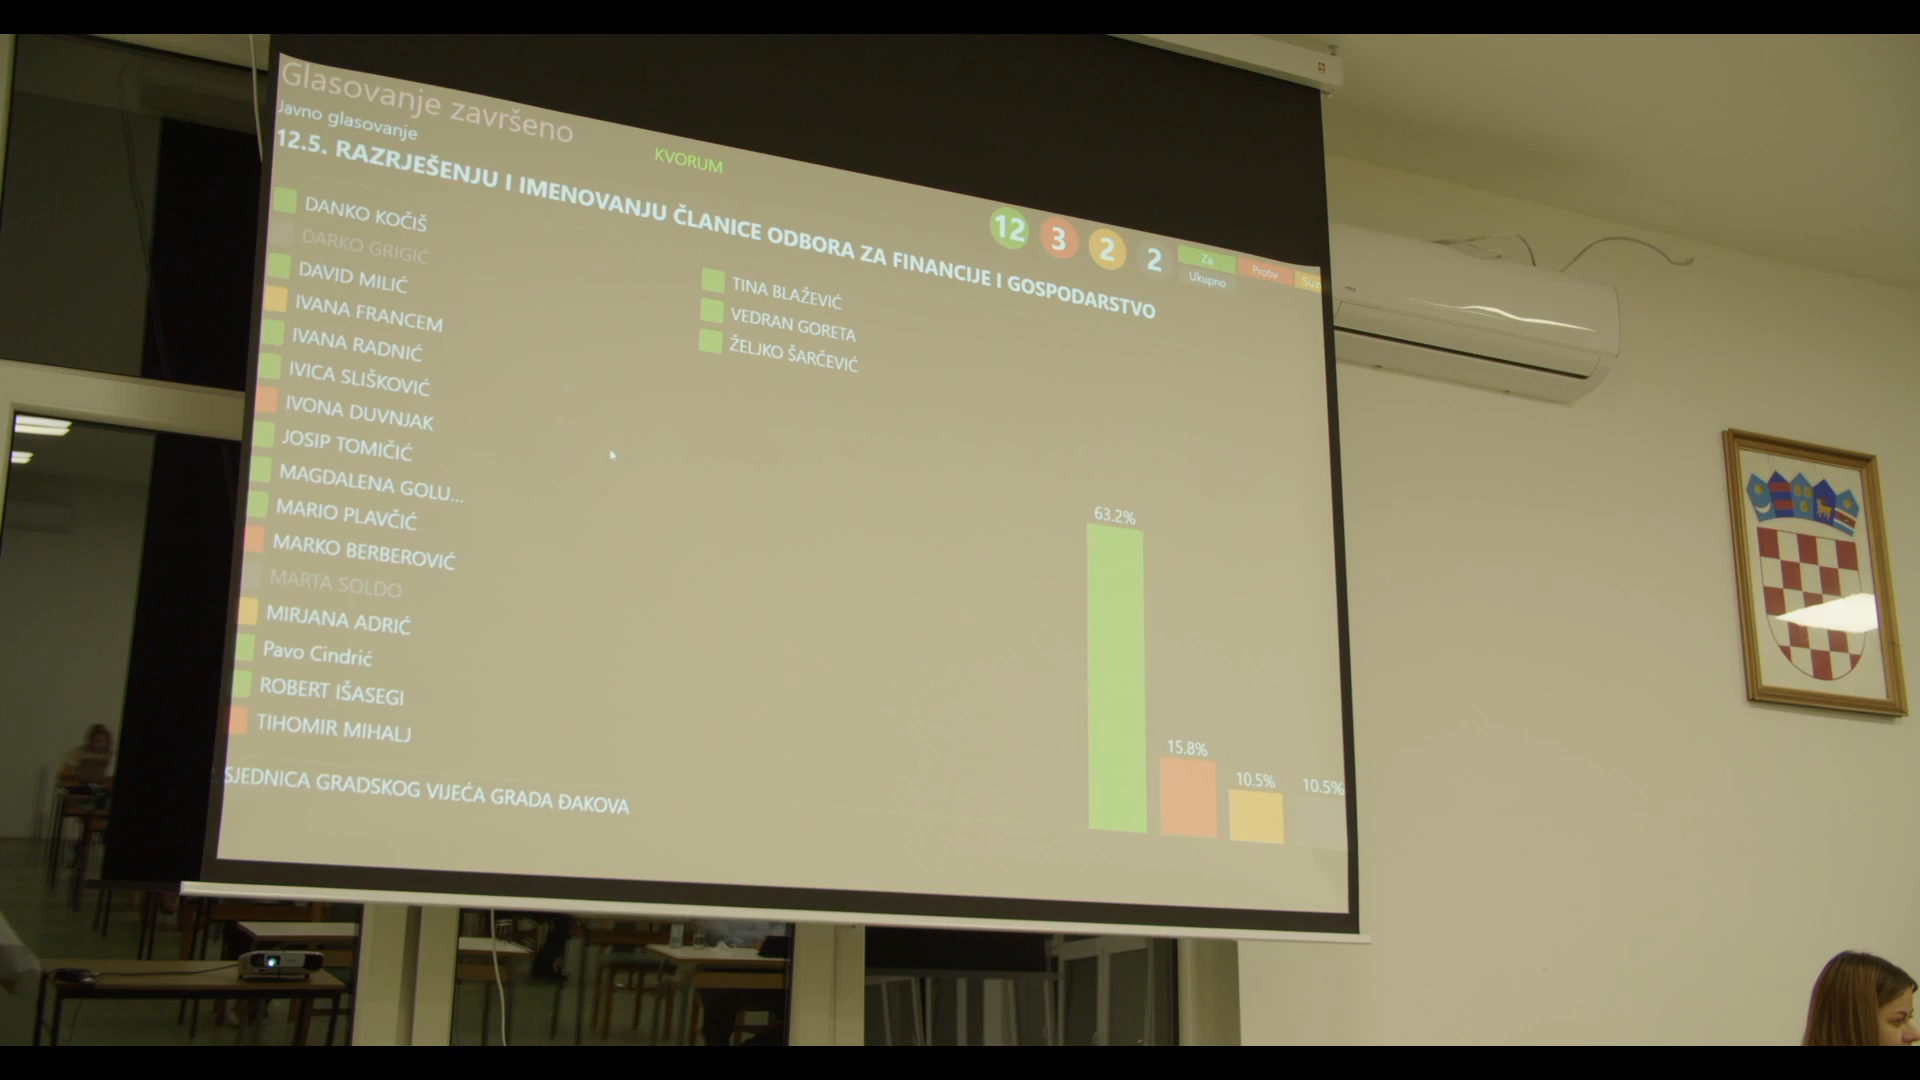 Glasovanje završeno
Javno glasovanje
KVORUM
12.5. RAZRJEŠENJU I IMENOVANJU ČLANICE ODBORA ZA FINANCIJE I GOSPODARSTVO
12 3 2 2
Za Protiv
Ukupno
DANKO KOČIŠ
DARKO GRIGIĆ
DAVID MILIĆ
IVANA FRANCEM
IVANA RADNIĆ
IVICA SLIŠKOVIĆ
IVONA DUVNJAK
JOSIP TOMIČIĆ
MAGDALENA GOLU...
MARIO PLAVČIĆ
MARKO BERBEROVIĆ
MARTA SOLDO
MIRJANA ADRIĆ
Pavo Cindrić
ROBERT IŠASEGI
TIHOMIR MIHALJ
TINA BLAŽEVIĆ
VEDRAN GORETA
ŽELJKO ŠARČEVIĆ
63.2%
15.8%
10.5%
10.5%
SJEDNICA GRADSKOG VIJEĆA GRADA ĐAKOVA